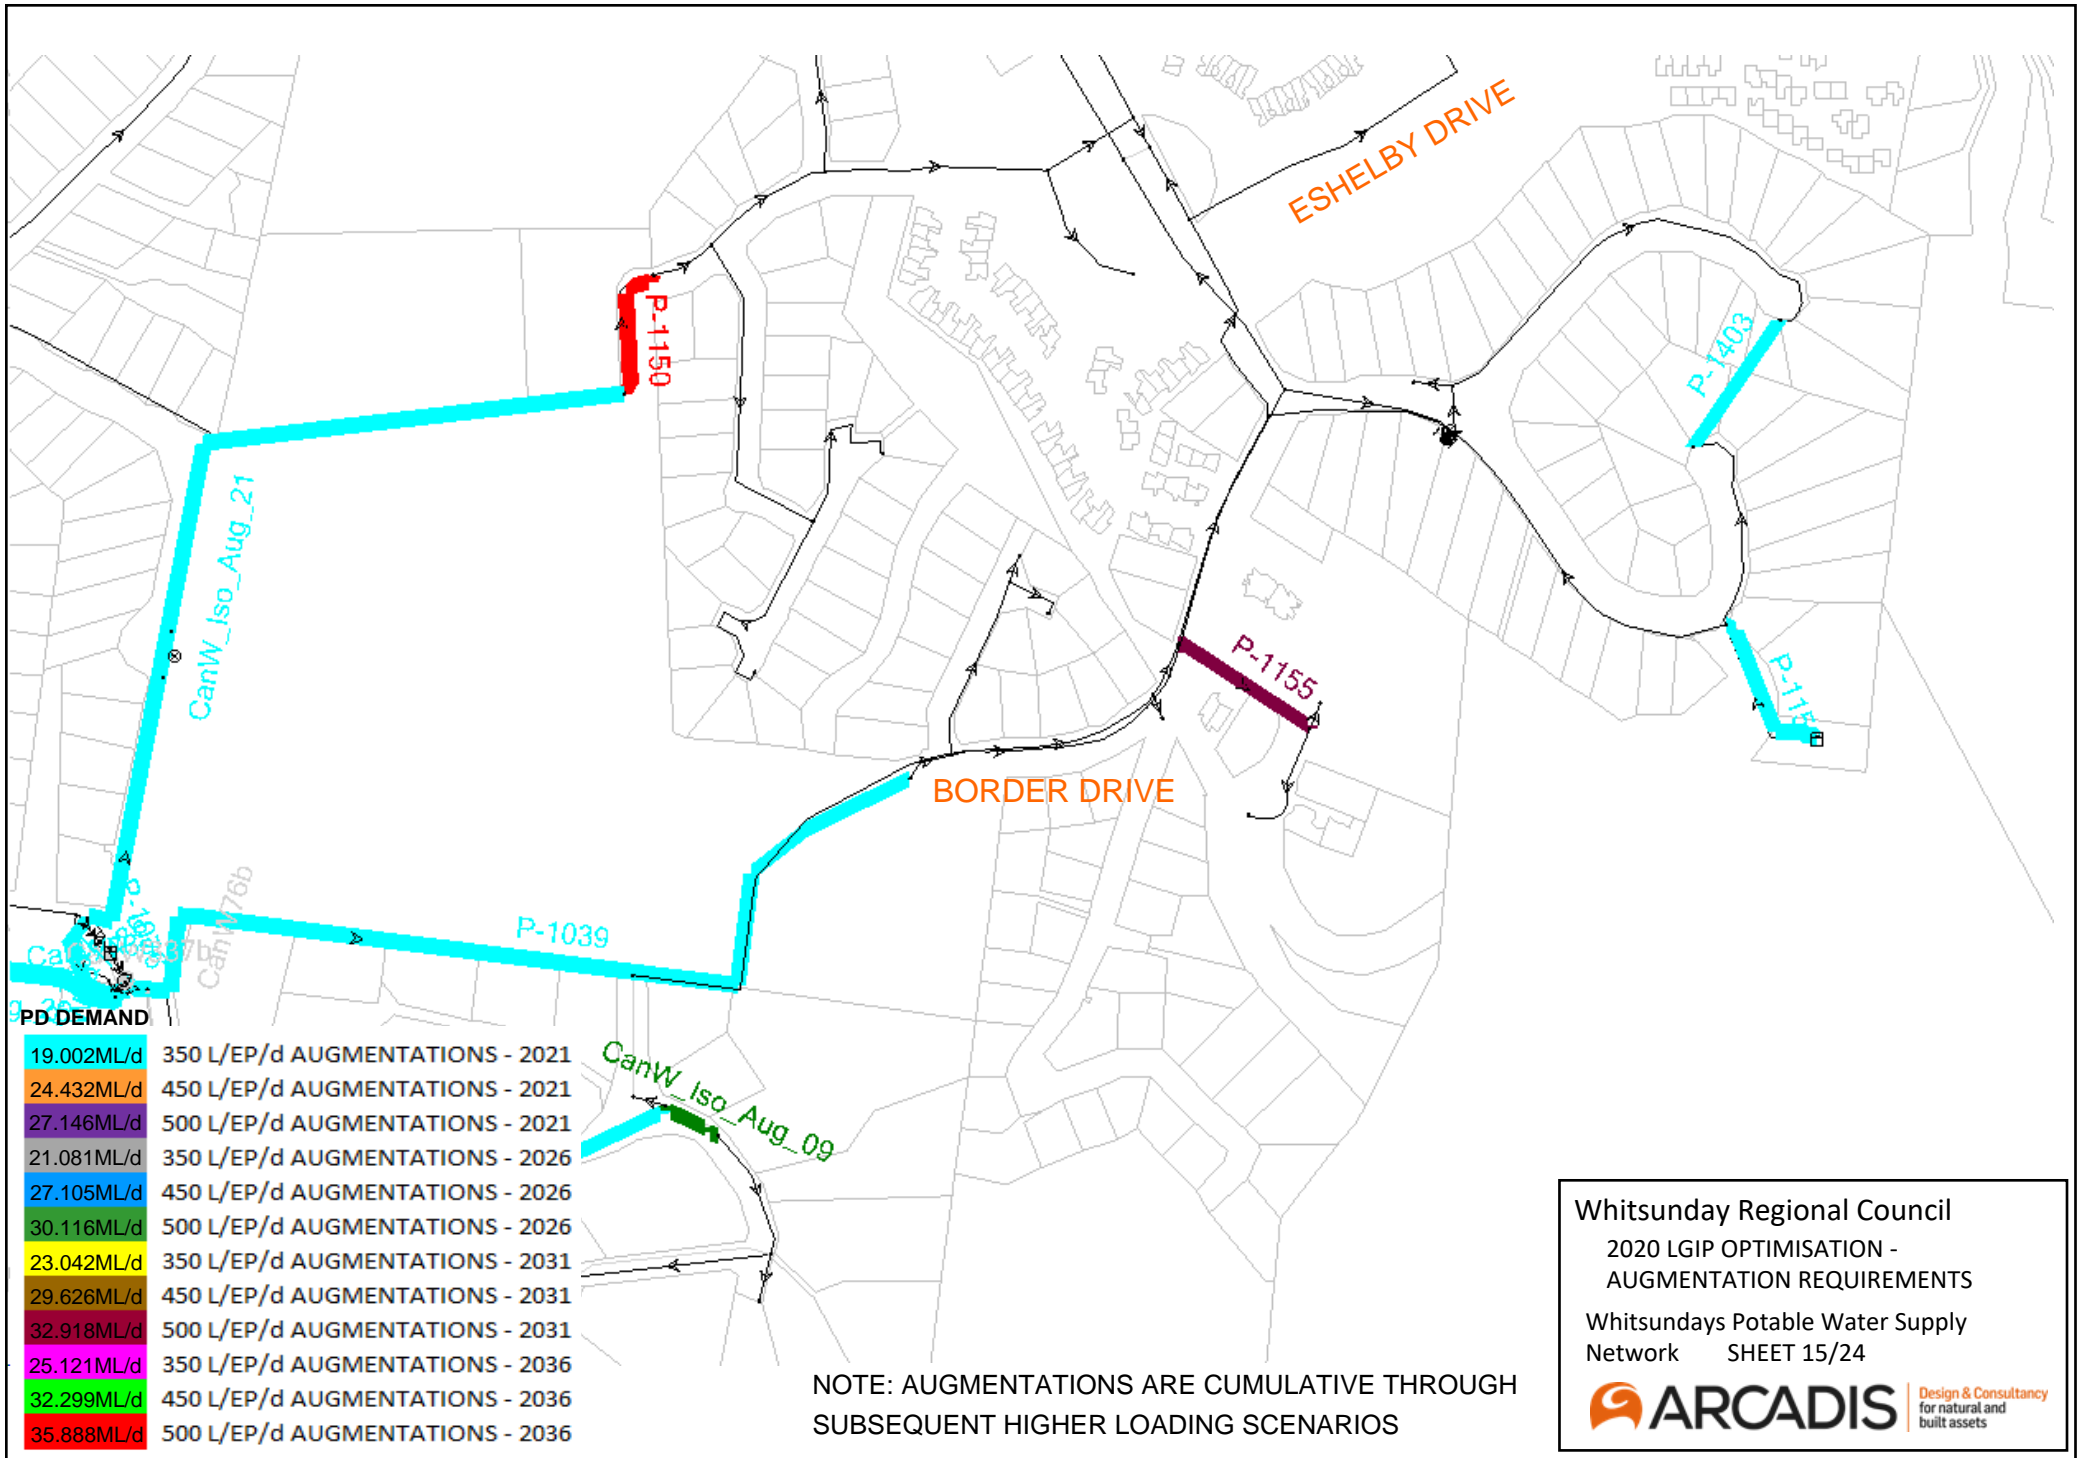 ESHELBY DRIVE
P-1150
P-1403
CanW_Iso_Aug_21
P-1155
P-115
BORDER DRIVE
CanW76b
P-1039
CanW_Iso_Aug_09
PD DEMAND
19.002ML/d 350 L/EP/d AUGMENTATIONS - 2021
24.432ML/d 450 L/EP/d AUGMENTATIONS - 2021
27.146ML/d 500 L/EP/d AUGMENTATIONS - 2021
21.081ML/d 350 L/EP/d AUGMENTATIONS - 2026
27.105ML/d 450 L/EP/d AUGMENTATIONS - 2026
30.116ML/d 500 L/EP/d AUGMENTATIONS - 2026
23.042ML/d 350 L/EP/d AUGMENTATIONS - 2031
29.626ML/d 450 L/EP/d AUGMENTATIONS - 2031
32.918ML/d 500 L/EP/d AUGMENTATIONS - 2031
25.121ML/d 350 L/EP/d AUGMENTATIONS - 2036
32.299ML/d 450 L/EP/d AUGMENTATIONS - 2036
35.888ML/d 500 L/EP/d AUGMENTATIONS - 2036
NOTE: AUGMENTATIONS ARE CUMULATIVE THROUGH
SUBSEQUENT HIGHER LOADING SCENARIOS
Whitsunday Regional Council
2020 LGIP OPTIMISATION -
AUGMENTATION REQUIREMENTS
Whitsundays Potable Water Supply
Network SHEET 15/24
ARCADIS
Design & Consultancy
for natural and
built assets